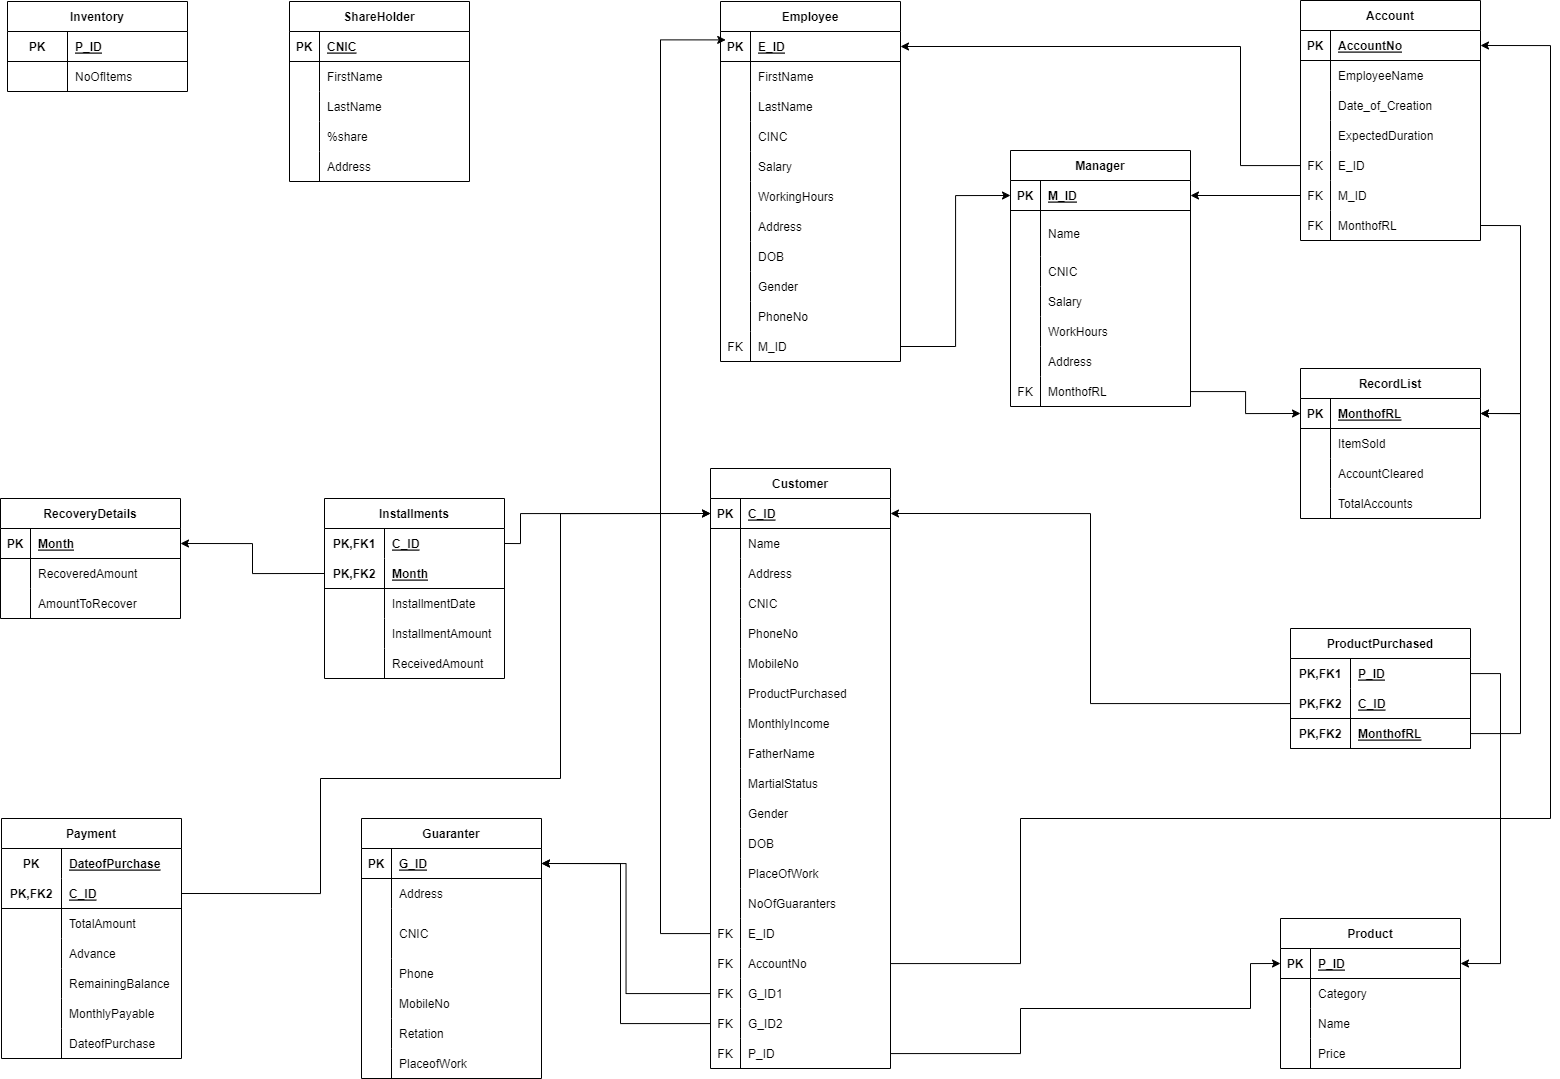 Inventory
PK P_ID
NoOfItems
ShareHolder
PK CNIC
FirstName
LastName
%share
Address
Employee
PK E_ID
FirstName
LastName
CINC
Salary
WorkingHours
Address
DOB
Gender
PhoneNo
FK M_ID
Manager
PK M_ID
Name
CNIC
Salary
WorkHours
Address
FK MonthofRL
Account
PK AccountNo
EmployeeName
Date_of_Creation
ExpectedDuration
FK E_ID
FK M_ID
FK MonthofRL
RecordList
PK MonthofRL
ItemSold
AccountCleared
TotalAccounts
RecoveryDetails
PK Month
RecoveredAmount
AmountToRecover
Installments
PK,FK1 C_ID
PK,FK2 Month
InstallmentDate
InstallmentAmount
ReceivedAmount
Customer
PK C_ID
Name
Address
CNIC
PhoneNo
MobileNo
ProductPurchased
MonthlyIncome
FatherName
MartialStatus
Gender
DOB
PlaceOfWork
NoOfGuaranters
FK E_ID
FK AccountNo
FK G_ID1
FK G_ID2
FK P_ID
ProductPurchased
PK,FK1 P_ID
PK,FK2 C_ID
PK,FK2 MonthofRL
Payment
PK DateofPurchase
PK,FK2 C_ID
TotalAmount
Advance
RemainingBalance
MonthlyPayable
DateofPurchase
Guaranter
PK G_ID
Address
CNIC
Phone
MobileNo
Retation
PlaceofWork
Product
PK P_ID
Category
Name
Price